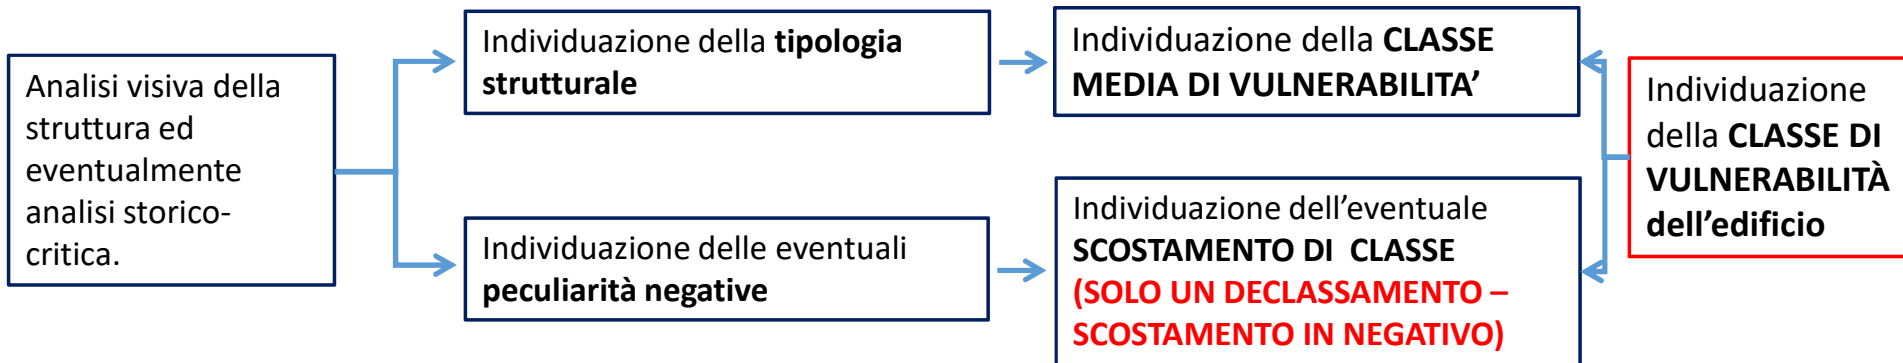 Analisi visiva della
struttura ed
eventualmente
analisi storico-
critica.
Individuazione della tipologia
strutturale
Individuazione delle eventuali
peculiarità negative
Individuazione della CLASSE
MEDIA DI VULNERABILITA’
Individuazione dell’eventuale
SCOSTAMENTO DI CLASSE
(SOLO UN DECLASSAMENTO –
SCOSTAMENTO IN NEGATIVO)
Individuazione
della CLASSE DI
VULNERABILITÀ
dell’edificio